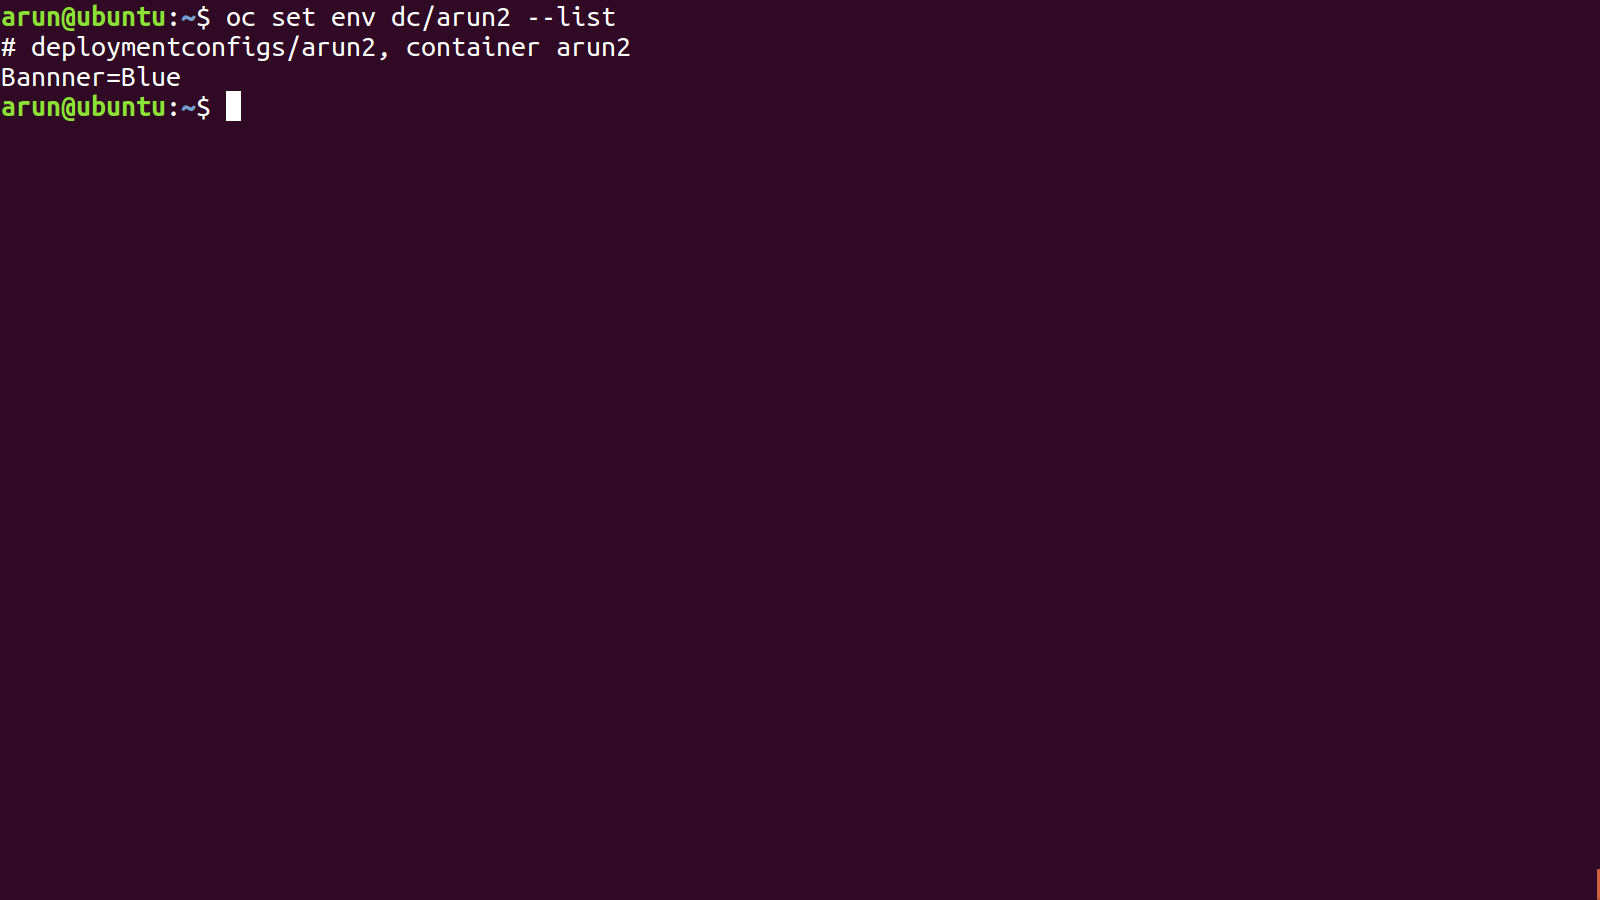 arun@ubuntu:~$ oc set env dc/arun2 --list
# deploymentconfigs/arun2, container arun2
Bannner=Blue
arun@ubuntu:~$